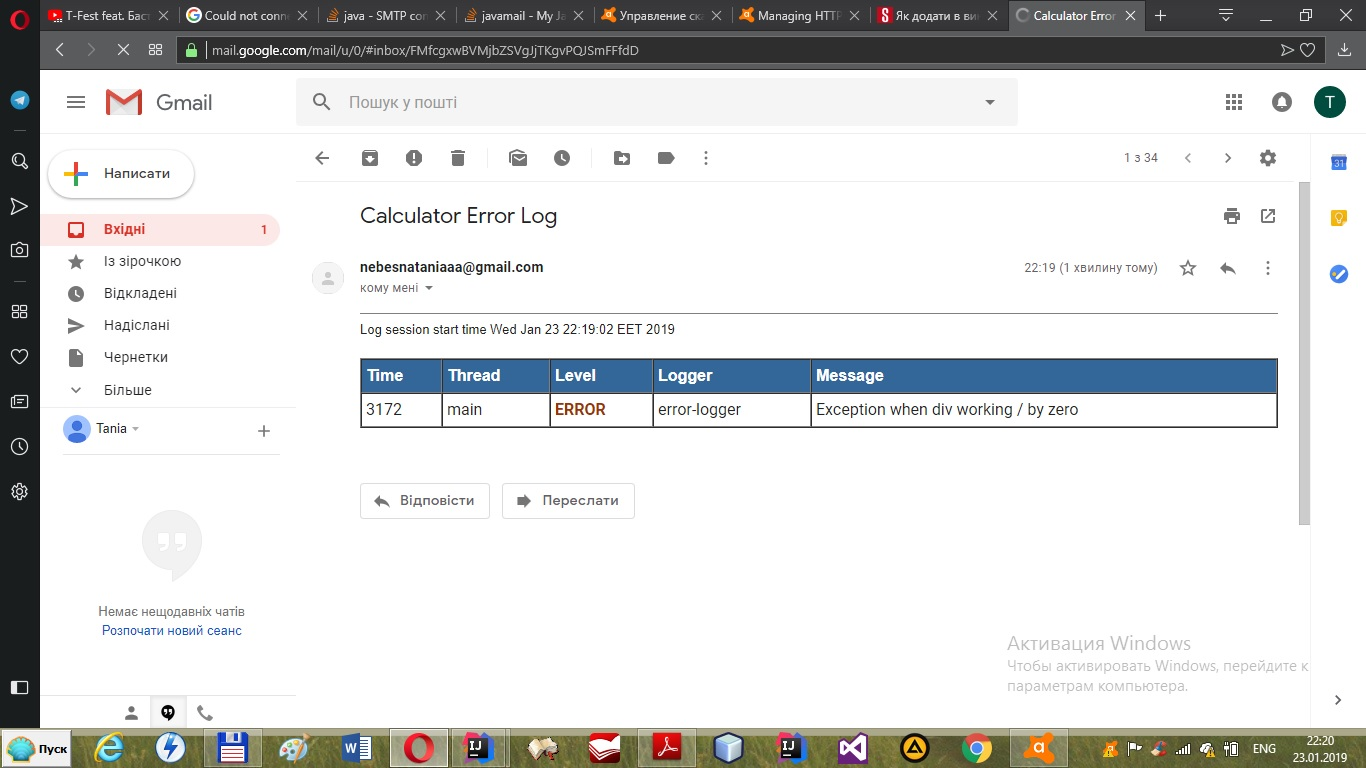 T-Fest feat. Баст
Could not conne
java - SMTP con
javamail - My Ja
Управление ска
Managing HTTP
Як додати в вин
Calculator Error
mail.google.com/mail/u/0/#inbox/FMfcgxwBVMjbZSVgJjTKgvPQJSmFFfdD
Gmail
Пошук у пошті
T
Написати
1 з 34
31
Вхідні 1
Із зірочкою
Відкладені
Надіслані
Чернетки
Більше
Tania
Calculator Error Log
nebesnataniaaa@gmail.com
22:19 (1 хвилину тому)
кому мені
Log session start time Wed Jan 23 22:19:02 EET 2019
Time Thread Level Logger Message
3172 main ERROR error-logger Exception when div working / by zero
Відповісти
Переслати
Немає нещодавніх чатів
Розпочати новий сеанс
Активация Windows
Чтобы активировать Windows, перейдите к
параметрам компьютера.
Пуск
ENG
22:20
23.01.2019